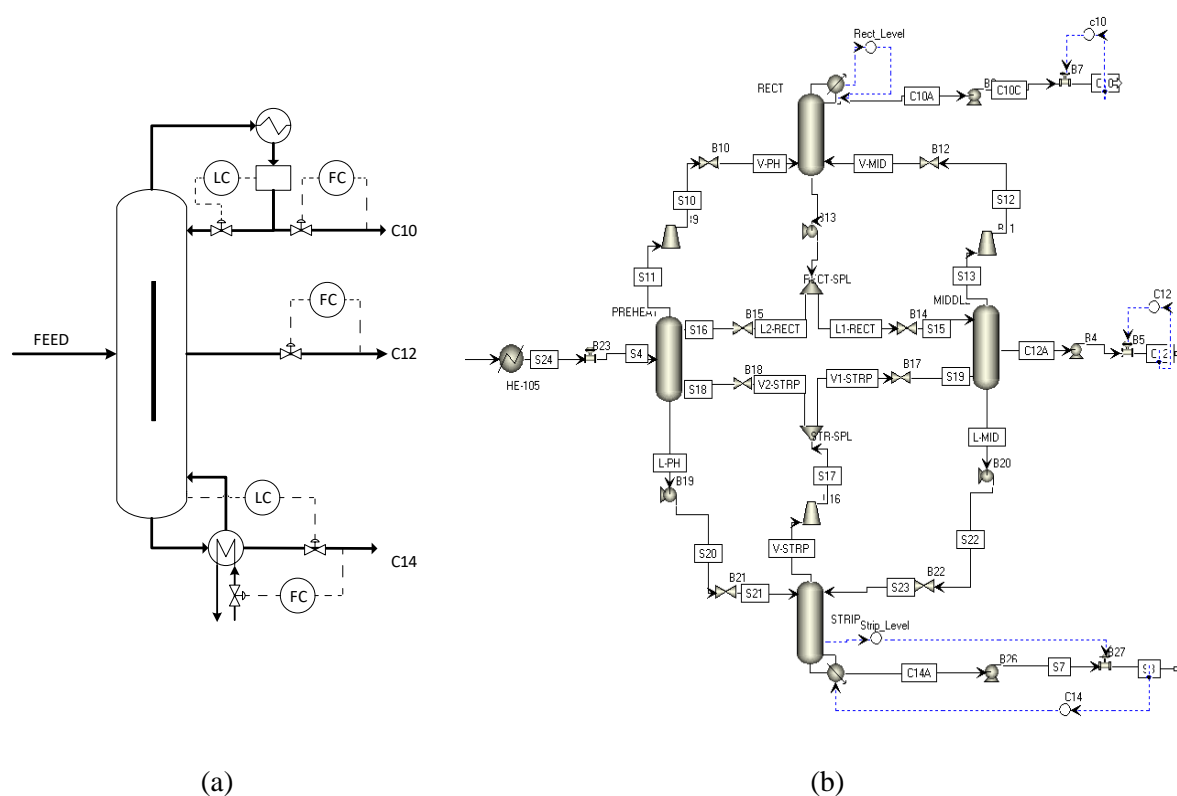 LC
FC
C10
FC
FEED
C12
LC
C14
FC
(a)
Rect_Level
c10
RECT
B7
C10A
C10C
B10
V-PH
V-MID
B12
S10
S12
B13
S11
S13
RECT-SPL
PREHEAT
MIDDLE
C12
S16
B15
L2-RECT
L1-RECT
B14
S15
B23
S24
S4
HE-105
C12A
B4
B5
S18
B18
V2-STRP
V1-STRP
B17
S19
STR-SPL
L-PH
L-MID
B19
S17
B20
S20
V-STRP
S22
B21
S21
S23
B22
STRIP
Strip_Level
C14A
B26
S7
B27
C14
(b)